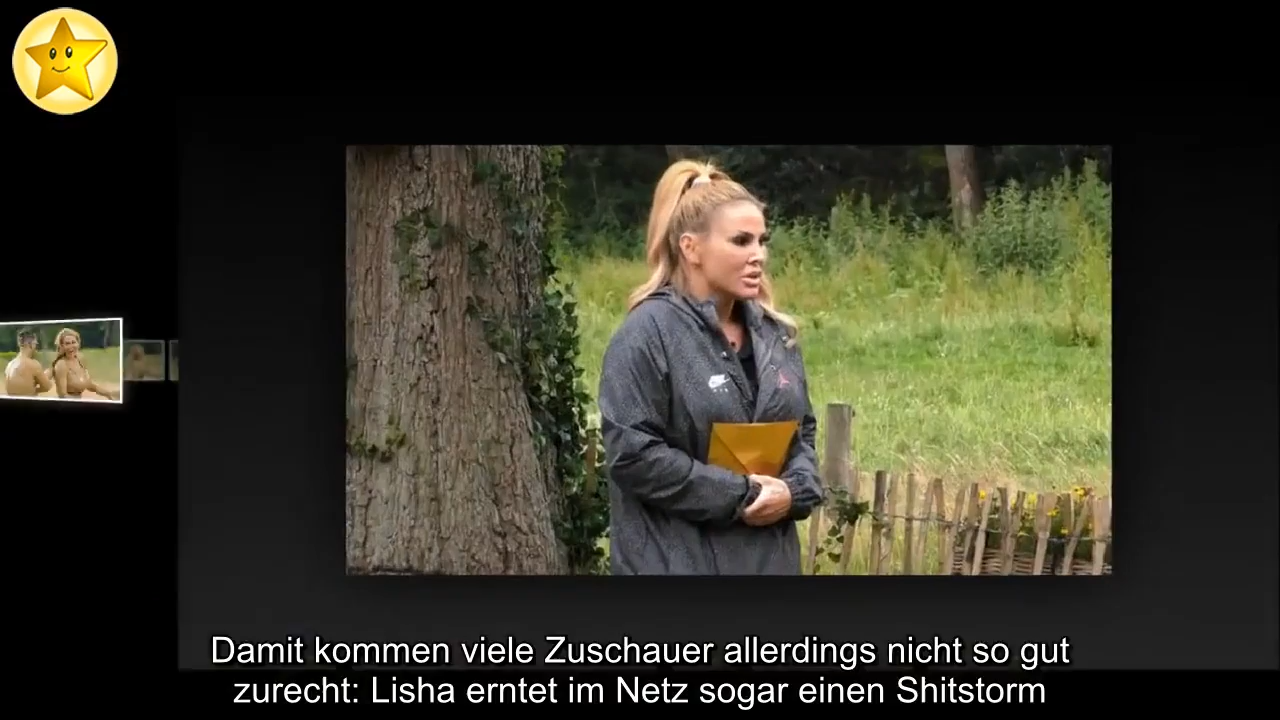 Damit kommen viele Zuschauer allerdings nicht so gut
zurecht: Lisha erntet im Netz sogar einen Shitstorm